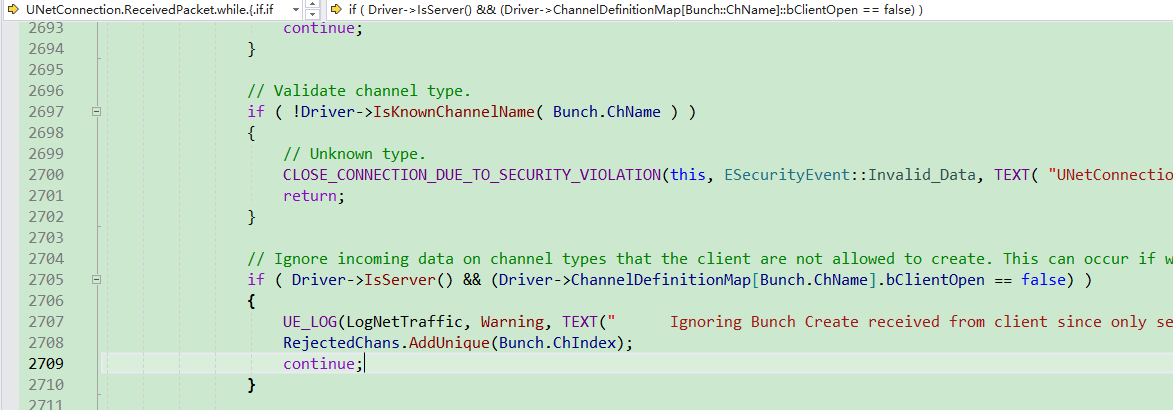 UNetConnection.ReceivedPacket.while.{.if.if if ( Driver->IsServer() && (Driver->ChannelDefinitionMap[Bunch::ChName]::bClientOpen == false) )
2693 continue;
2694 }
2695
2696 // Validate channel type.
2697 if ( !Driver->IsKnownChannelName( Bunch.ChName ) )
2698 {
2699 // Unknown type.
2700 CLOSE_CONNECTION_DUE_TO_SECURITY_VIOLATION(this, ESecurityEvent::Invalid_Data, TEXT( "UNetConnectio
2701 return;
2702 }
2703
2704 // Ignore incoming data on channel types that the client are not allowed to create. This can occur if w
2705 if ( Driver->IsServer() && (Driver->ChannelDefinitionMap[Bunch.ChName].bClientOpen == false) )
2706 {
2707 UE_LOG(LogNetTraffic, Warning, TEXT(" Ignoring Bunch Create received from client since only se
2708 RejectedChans.AddUnique(Bunch.ChIndex);
2709 continue;
2710 }
2711